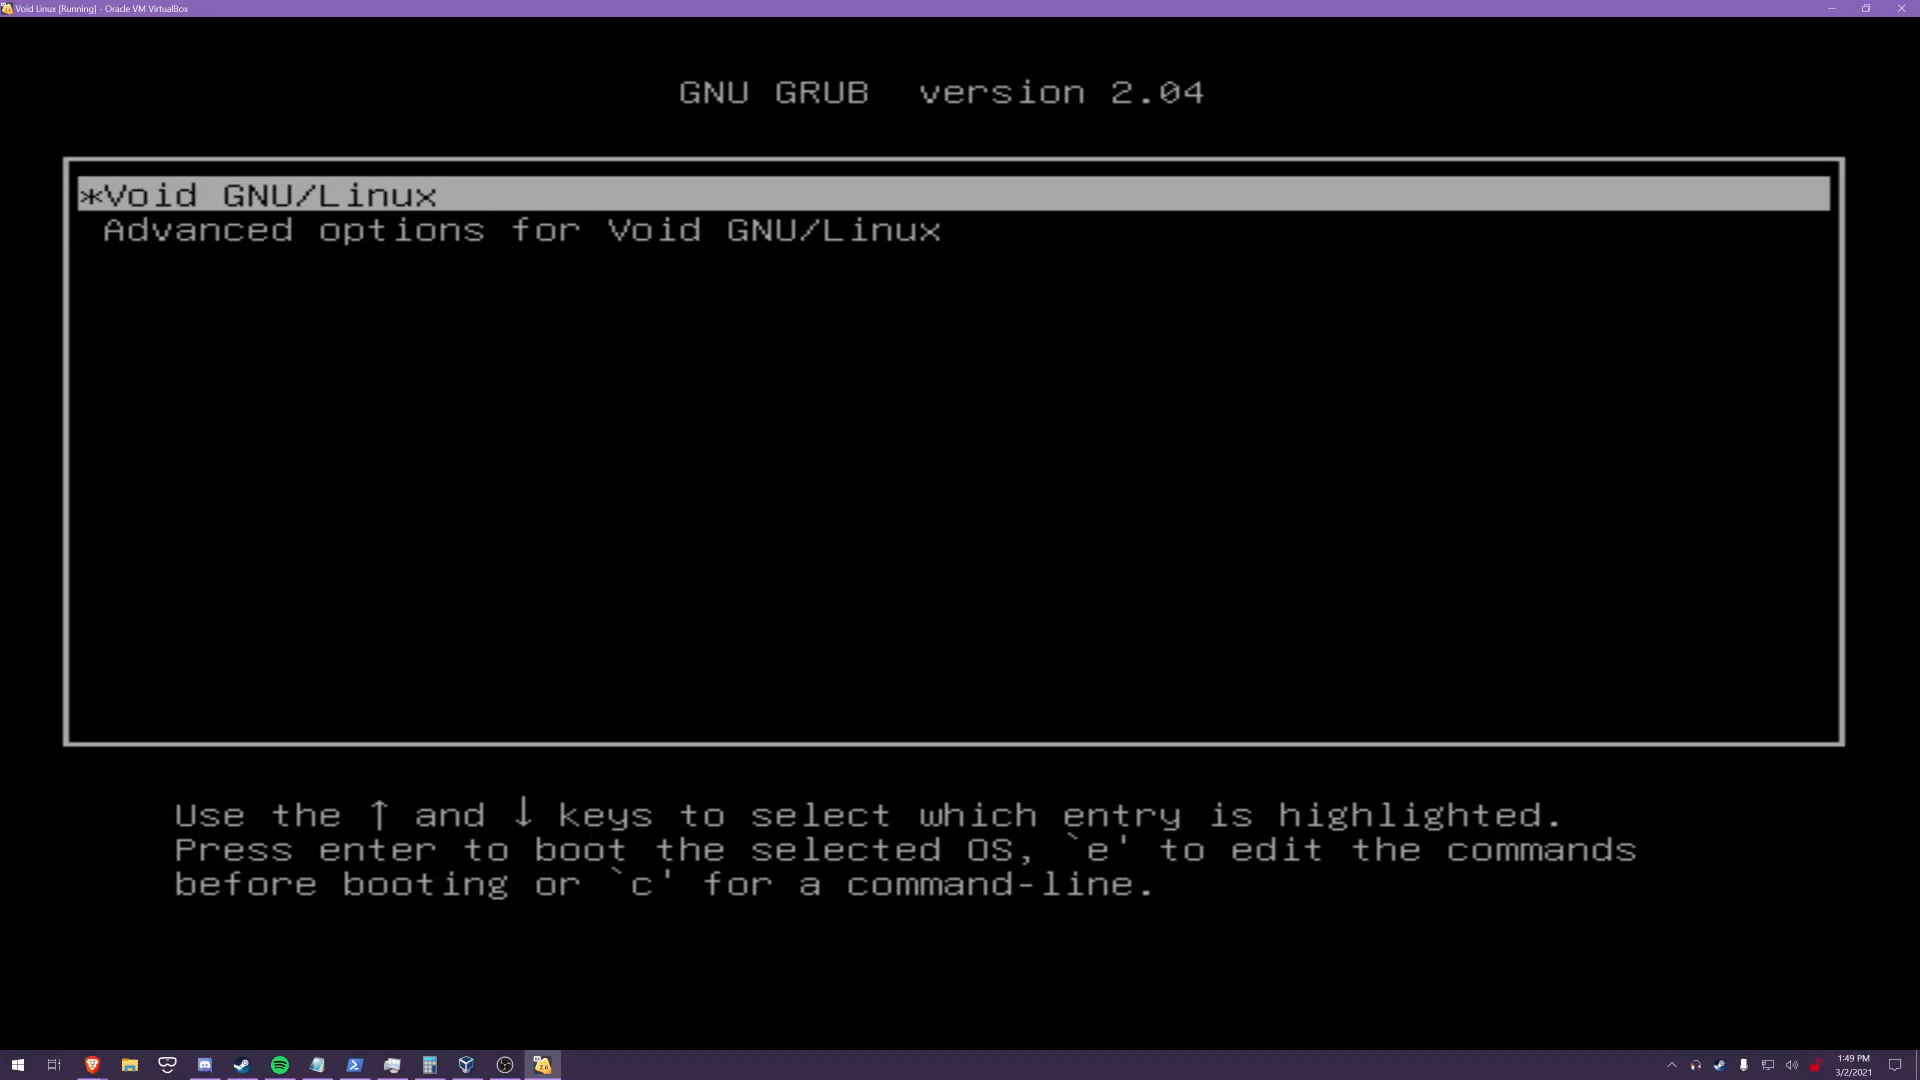 Void Linux [Running] - Oracle VM VirtualBox
GNU GRUB  version 2.04
*Void GNU/Linux
Advanced options for Void GNU/Linux
Use the ↑ and ↓ keys to select which entry is highlighted.
Press enter to boot the selected OS, `e' to edit the commands
before booting or `c' for a command-line.
1:49 PM
3/2/2021